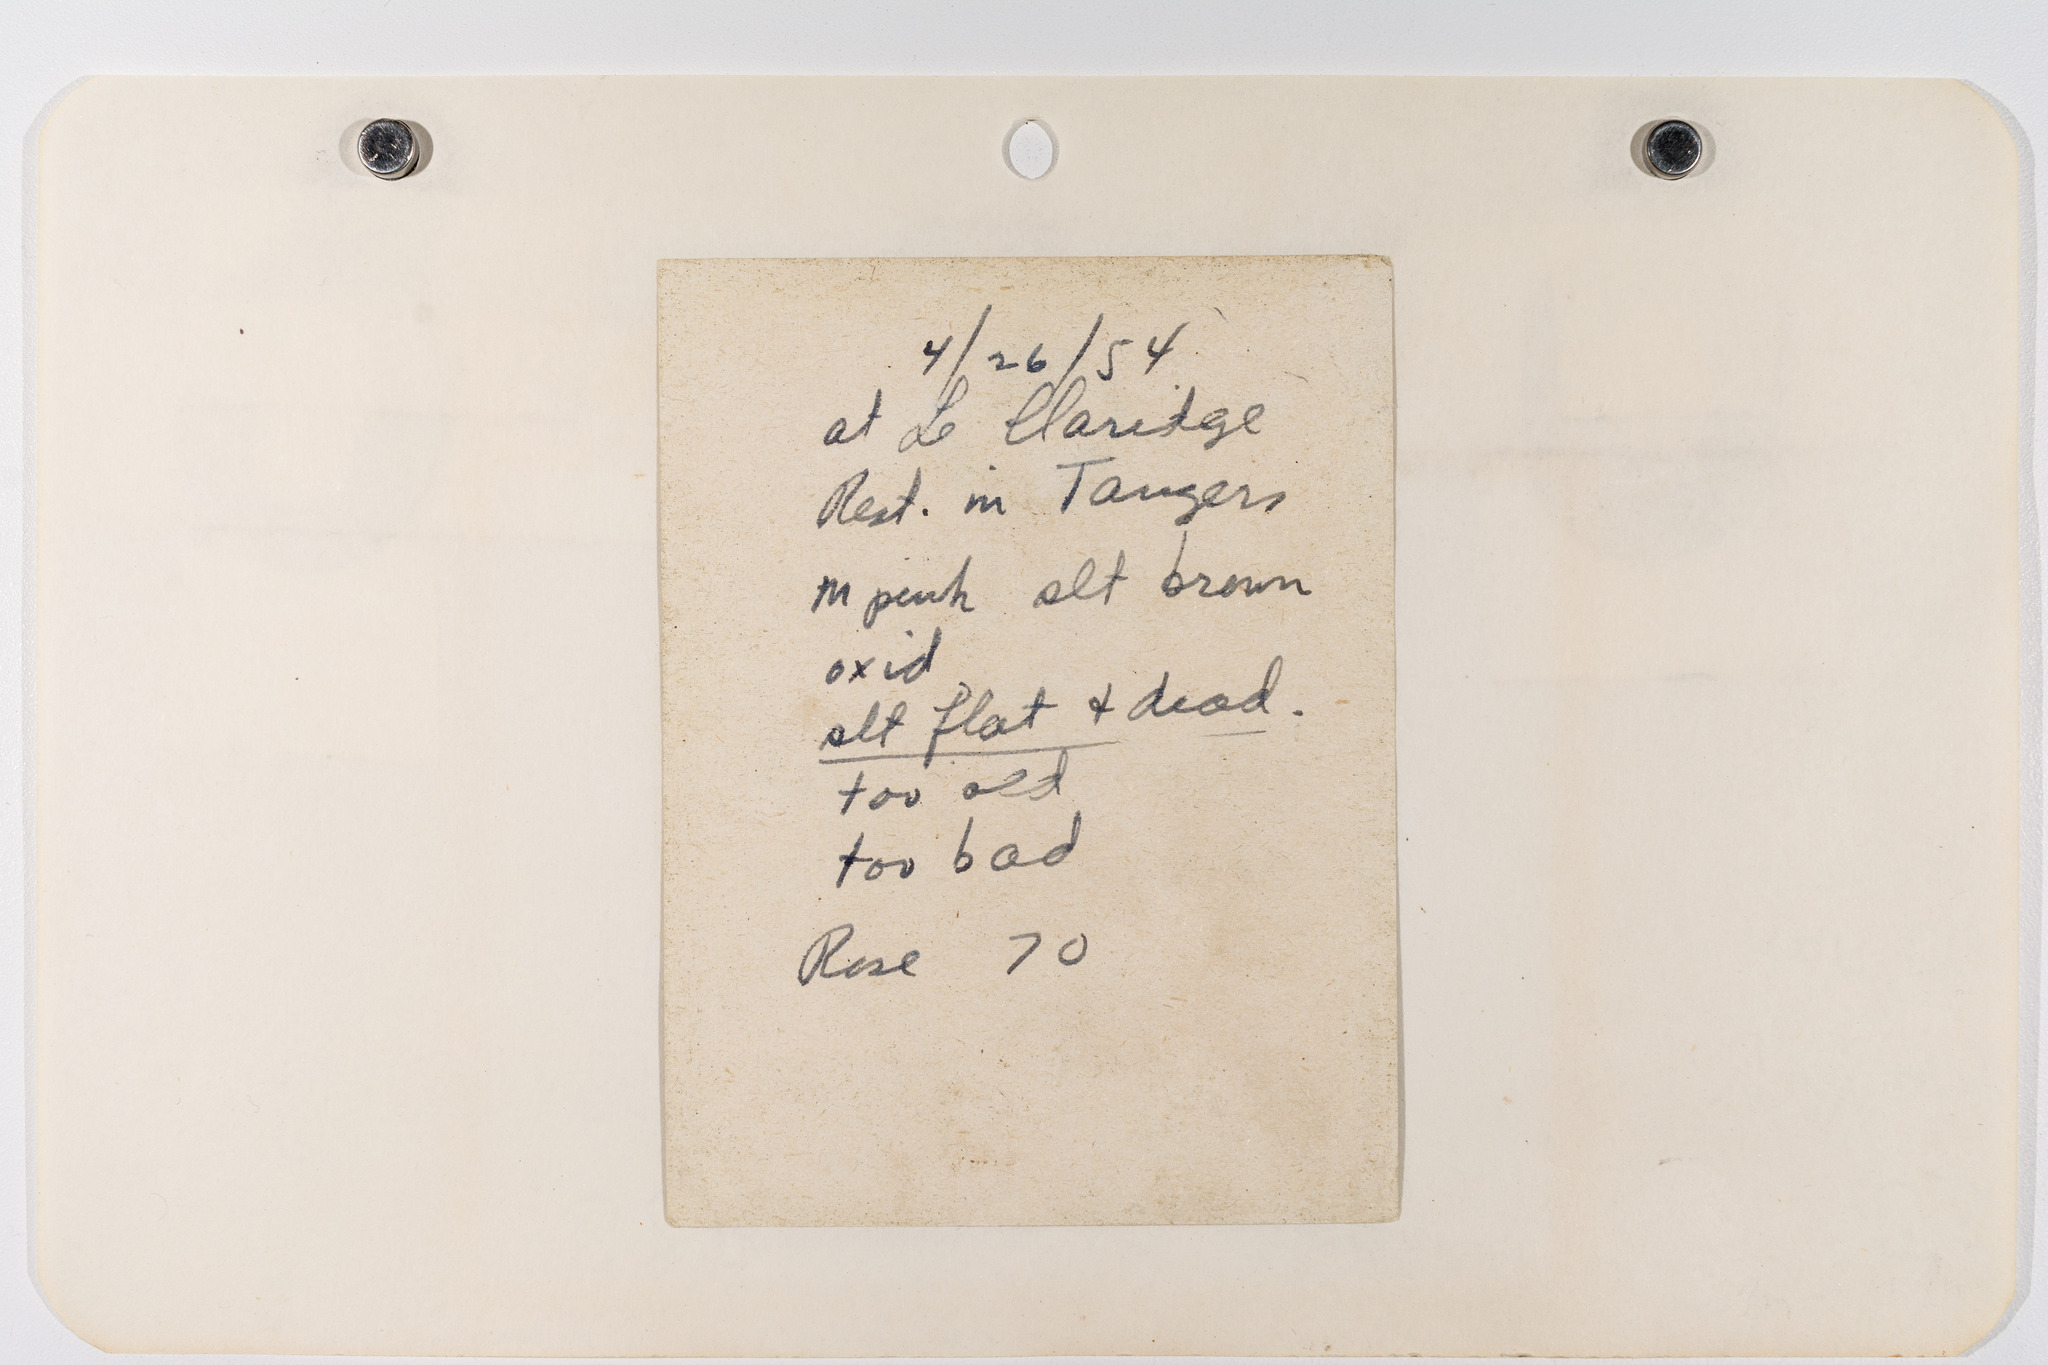 4/26/54
at Le Claridge
Rest. in Tangers
m pink slt brown
oxid
slt flat + dead.
too old
too bad
Rose 70